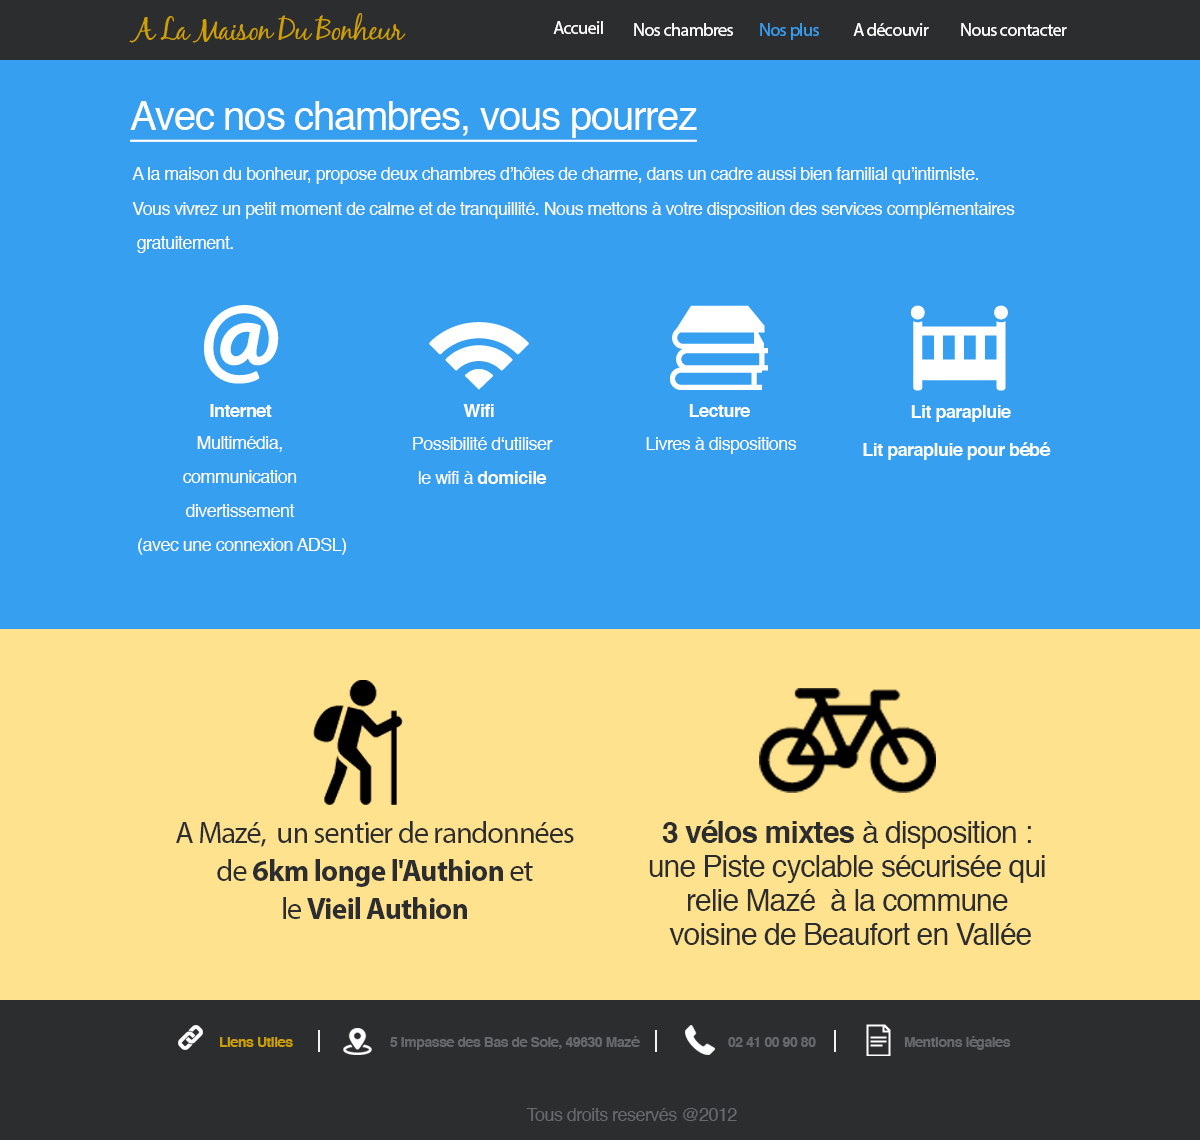 A La Maison Du Bonheur
Accueil
Nos chambres
Nos plus
A découvir
Nous contacter
Avec nos chambres, vous pourrez
A la maison du bonheur, propose deux chambres d’hôtes de charme, dans un cadre aussi bien familial qu’intimiste.
Vous vivrez un petit moment de calme et de tranquillité. Nous mettons à votre disposition des services complémentaires
gratuitement.
Internet
Multimédia,
communication
divertissement
(avec une connexion ADSL)
Wifi
Possibilité d‘utiliser
le wifi à domicile
Lecture
Livres à dispositions
Lit parapluie
Lit parapluie pour bébé
A Mazé, un sentier de randonnées
de 6km longe l'Authion et
le Vieil Authion
3 vélos mixtes à disposition :
une Piste cyclable sécurisée qui
relie Mazé à la commune
voisine de Beaufort en Vallée
Liens Utiles
5 Impasse des Bas de Soie, 49630 Mazé
02 41 00 90 80
Mentions légales
Tous droits reservés @2012